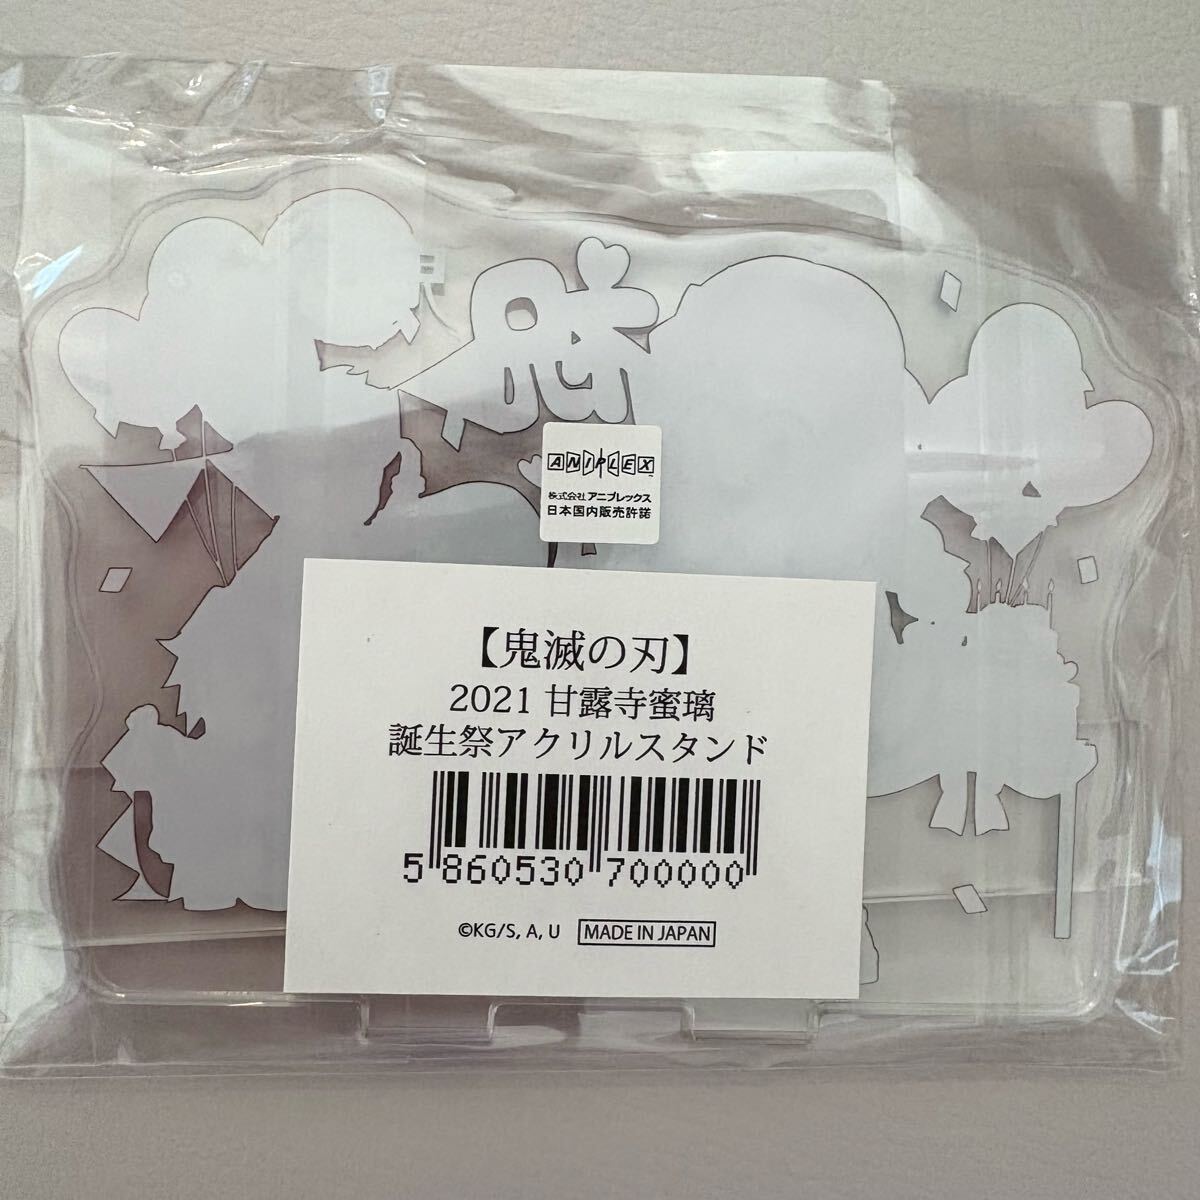 ANIPLEX
株式会社 アニプレックス
日本国内販売許諾
【鬼滅の刃】
2021 甘露寺蜜璃
誕生祭アクリルスタンド
5 860530 700000
©KG/S, A, U MADE IN JAPAN